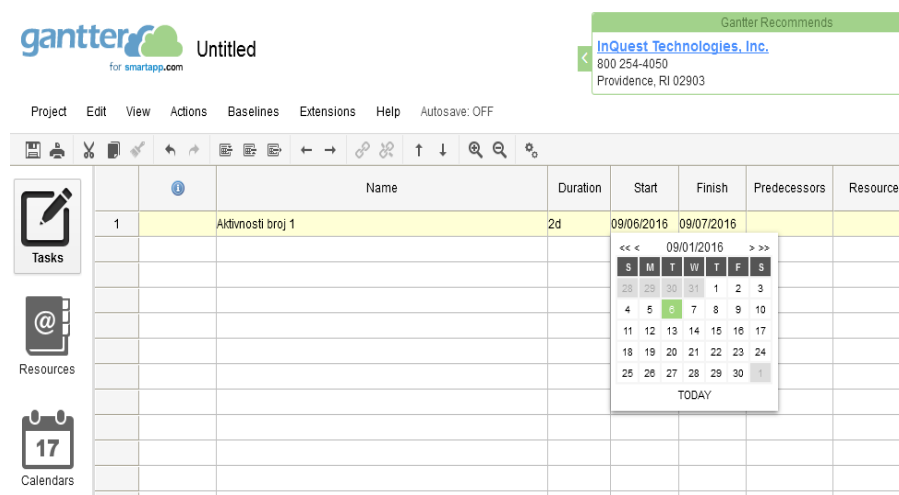 gantter
for smartapp.com
Untitled
Gantter Recommends
InQuest Technologies, Inc.
800 254-4050
Providence, RI 02903
Project Edit View Actions Baselines Extensions Help Autosave: OFF
Name Duration Start Finish Predecessors Resource
1 Aktivnosti broj 1 2d 09/06/2016 09/07/2016
<< < 09/01/2016 > >>
S M T W T F S
28 29 30 31 1 2 3
4 5 6 7 8 9 10
11 12 13 14 15 16 17
18 19 20 21 22 23 24
25 26 27 28 29 30 1
TODAY
Tasks
@
Resources
17
Calendars